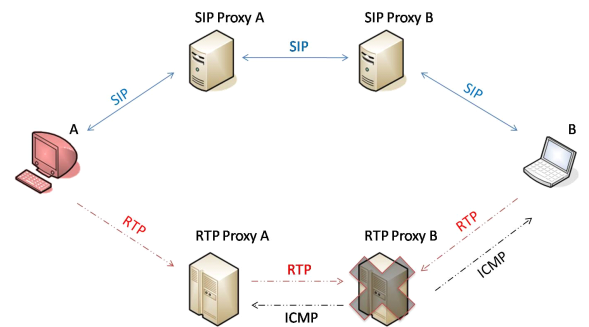 SIP Proxy A
SIP Proxy B
SIP
SIP
SIP
A
B
RTP
RTP
RTP Proxy A
RTP Proxy B
RTP
ICMP
ICMP